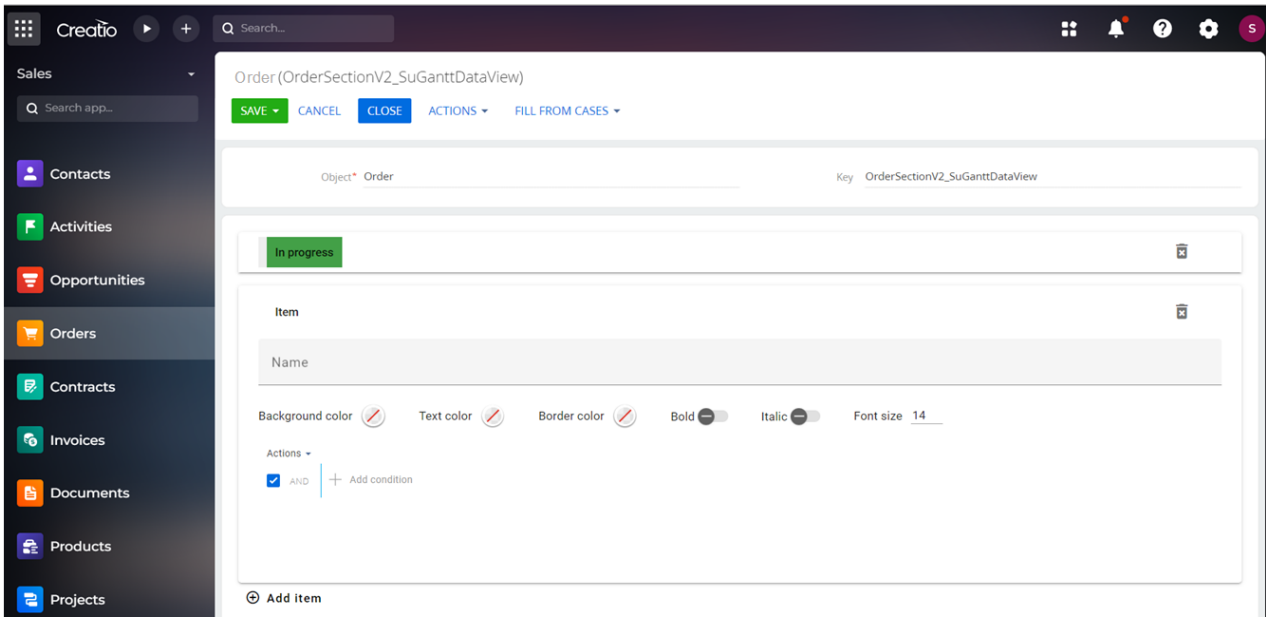 Creatio
Search...
S
Sales
Search app...
Contacts
Activities
Opportunities
Orders
Contracts
Invoices
Documents
Products
Projects
Order (OrderSectionV2_SuGanttDataView)
SAVE CANCEL CLOSE ACTIONS FILL FROM CASES
Object* Order Key OrderSectionV2_SuGanttDataView
In progress
Item
Name
Background color Text color Border color Bold Italic Font size 14
Actions
AND Add condition
Add item